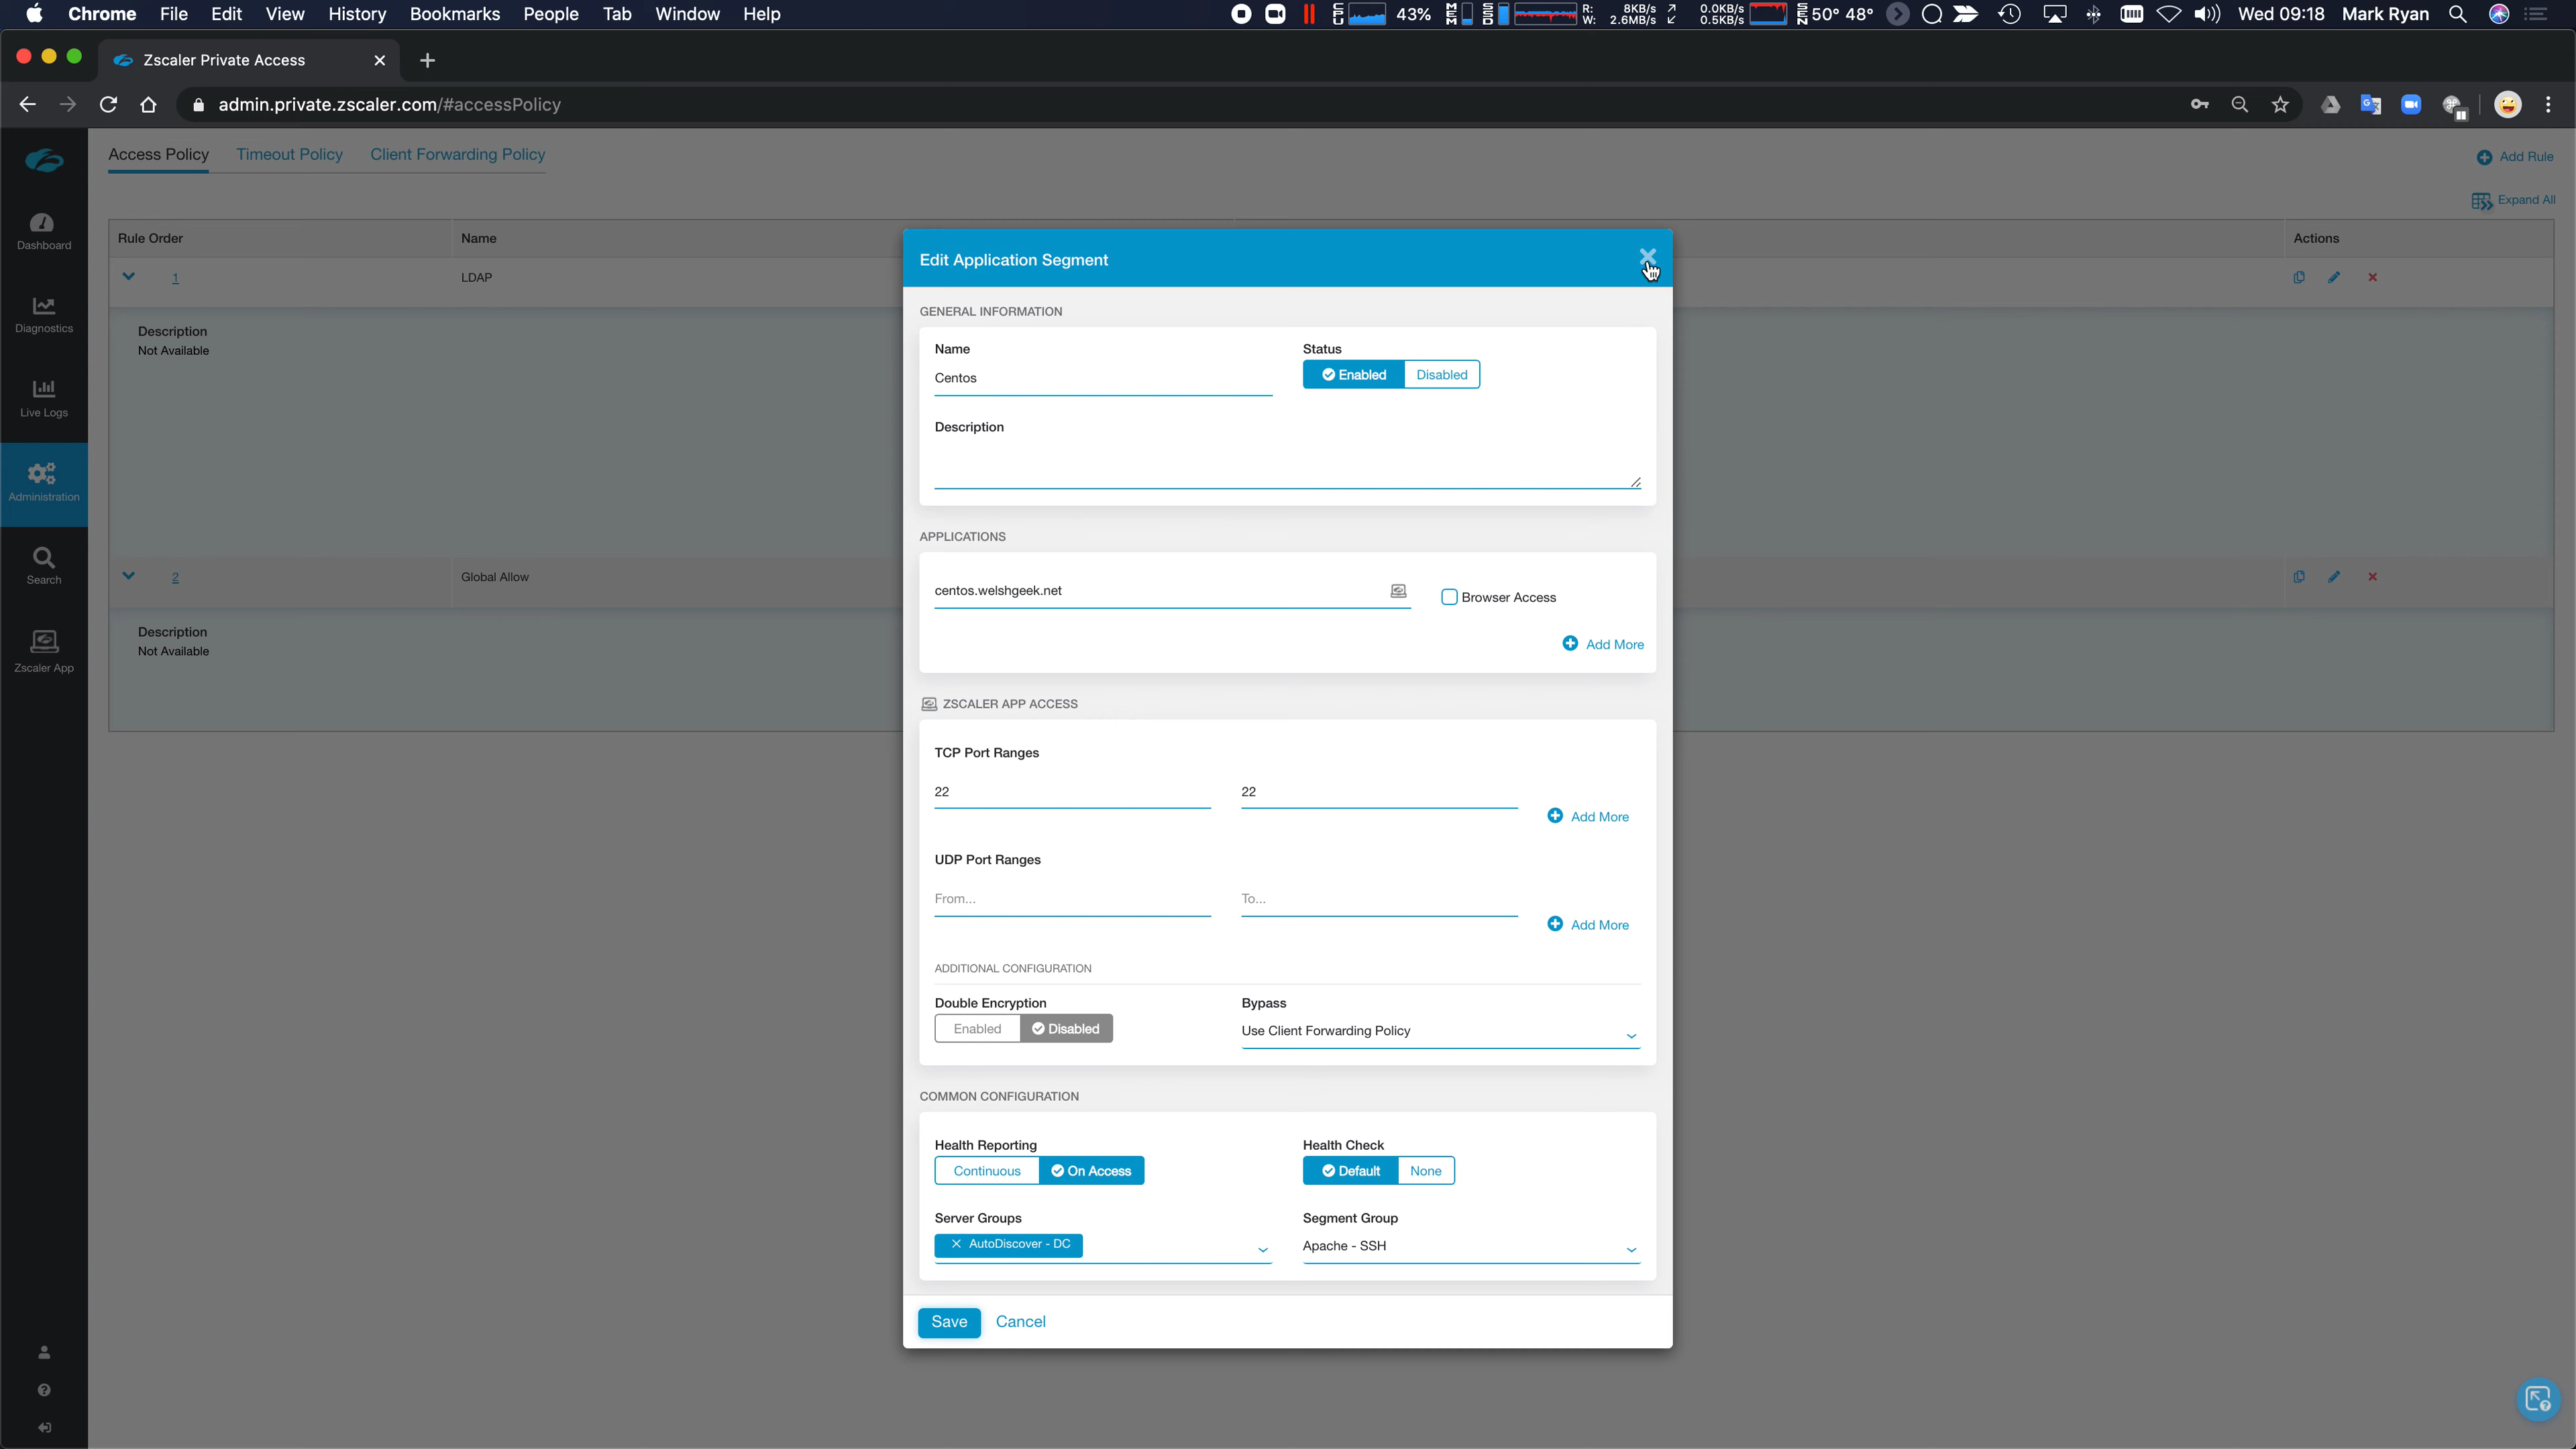 Chrome File Edit View History Bookmarks People Tab Window Help CPU 43% MEM SSD R: 8KB/s W: 2.6MB/s 0.0KB/s 0.5KB/s SEN 50° 48° Wed 09:18 Mark Ryan
Zscaler Private Access
admin.private.zscaler.com/#accessPolicy
Access Policy Timeout Policy Client Forwarding Policy
Add Rule
Expand All
Dashboard
Diagnostics
Live Logs
Administration
Search
Zscaler App
Rule Order Name Actions
1 LDAP
Description
Not Available
2 Global Allow
Description
Not Available
Edit Application Segment
GENERAL INFORMATION
Name Status
Centos Enabled Disabled
Description
APPLICATIONS
centos.welshgeek.net Browser Access
Add More
ZSCALER APP ACCESS
TCP Port Ranges
22 22
Add More
UDP Port Ranges
From... To...
Add More
ADDITIONAL CONFIGURATION
Double Encryption Bypass
Enabled Disabled Use Client Forwarding Policy
COMMON CONFIGURATION
Health Reporting Health Check
Continuous On Access Default None
Server Groups Segment Group
AutoDiscover - DC Apache - SSH
Save Cancel